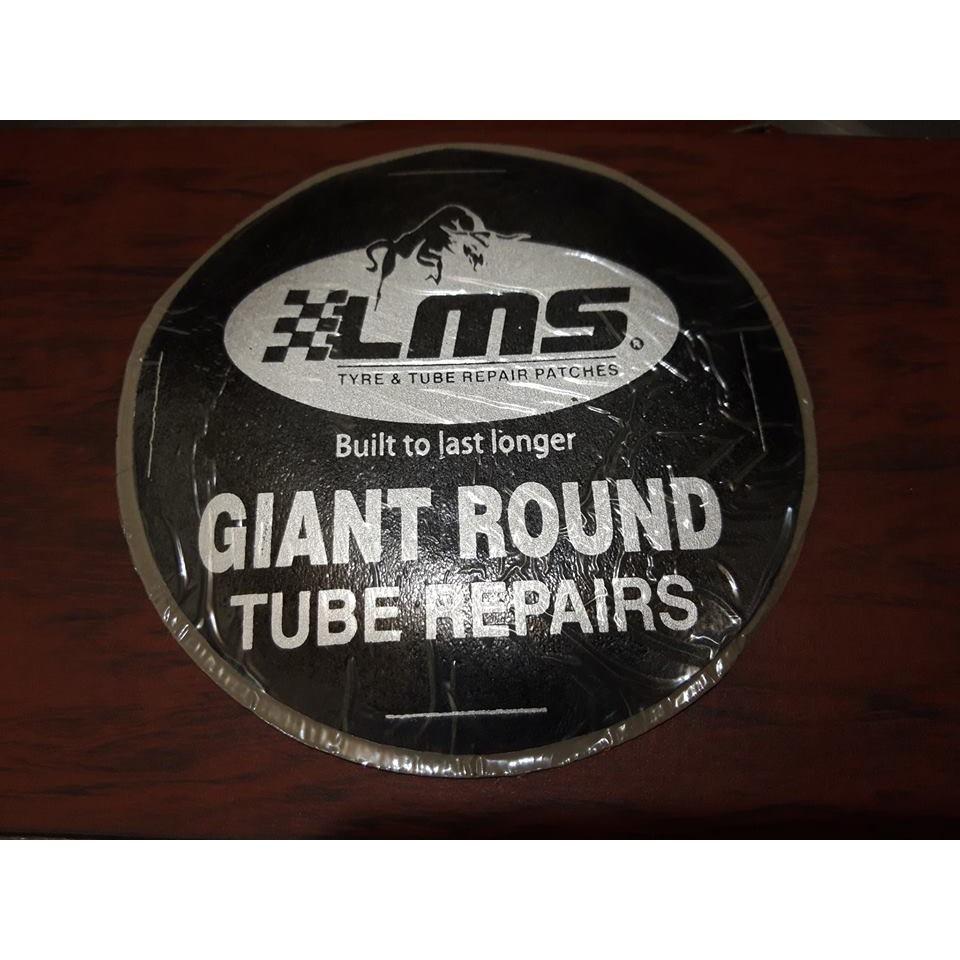 LMS®
TYRE & TUBE REPAIR PATCHES
Built to last longer
GIANT ROUND
TUBE REPAIRS